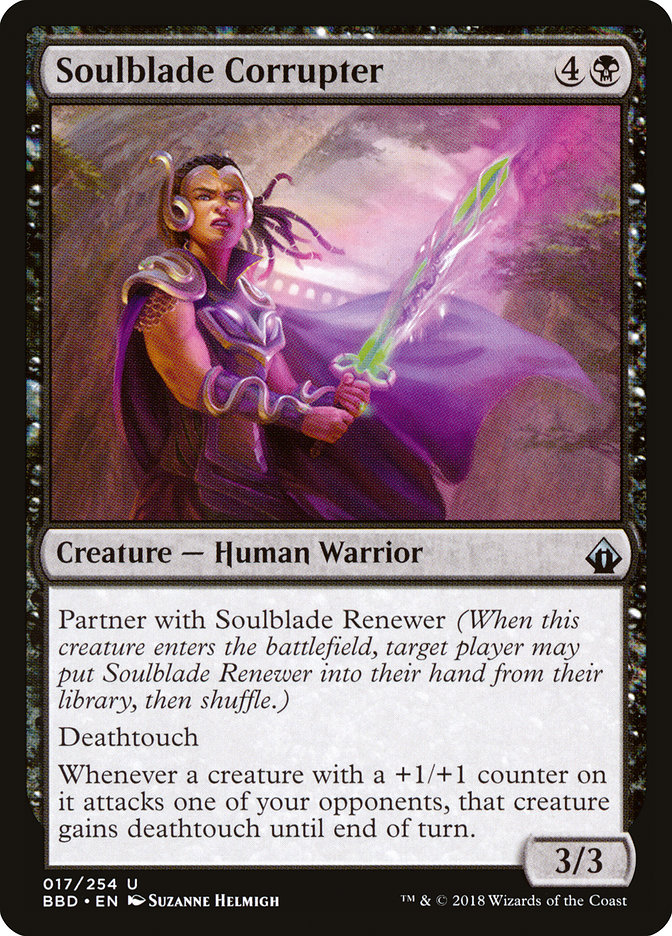 Soulblade Corrupter 4
Creature — Human Warrior
Partner with Soulblade Renewer (When this
creature enters the battlefield, target player may
put Soulblade Renewer into their hand from their
library, then shuffle.)
Deathtouch
Whenever a creature with a +1/+1 counter on
it attacks one of your opponents, that creature
gains deathtouch until end of turn.
3/3
017/254 U
BBD • EN Suzanne Helmigh
™ & © 2018 Wizards of the Coast